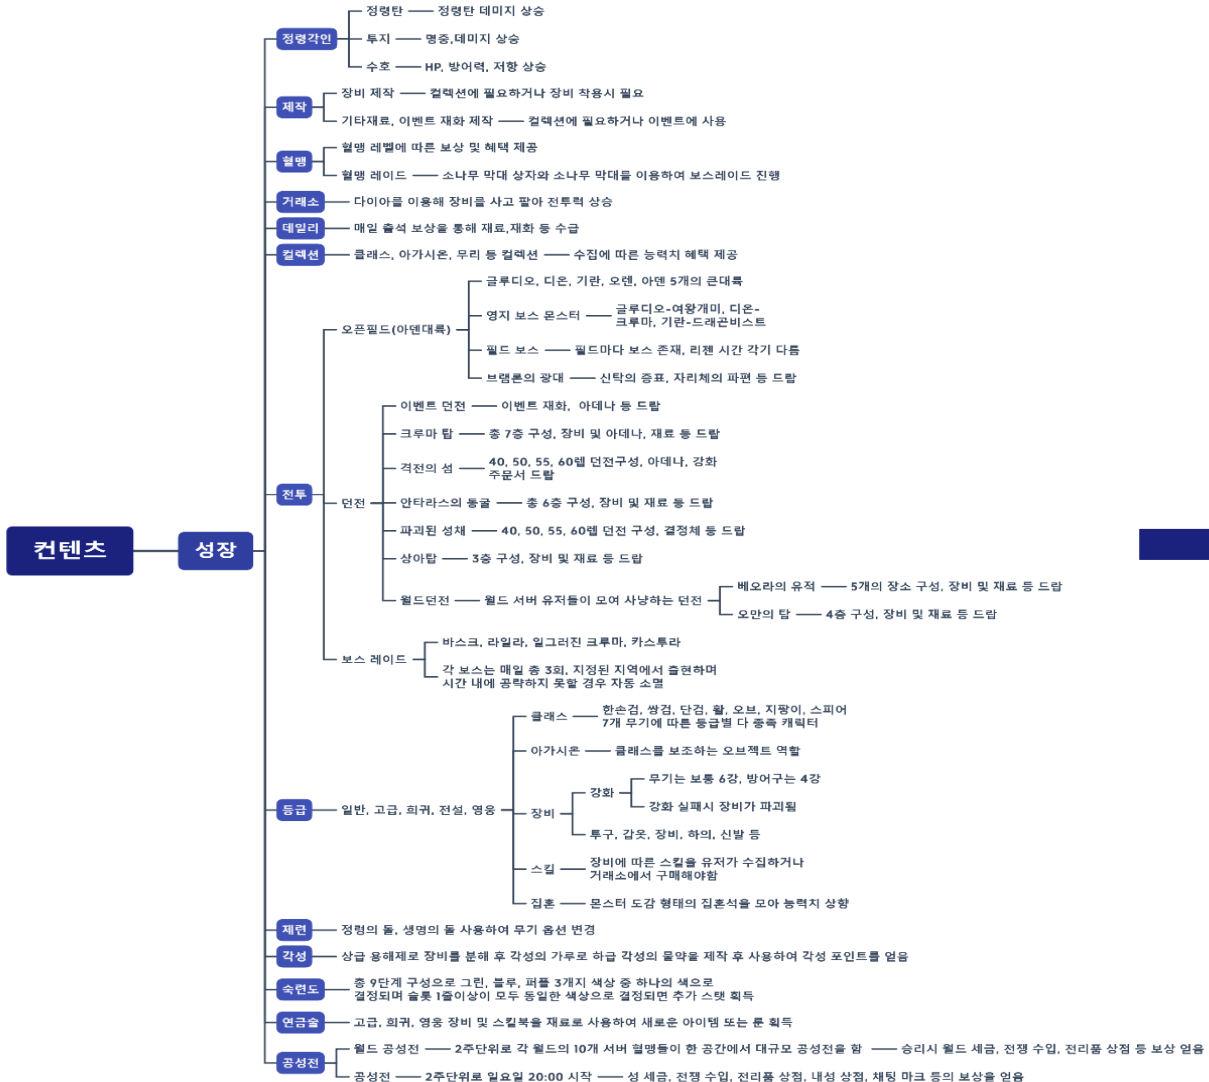 컨텐츠
성장
정령각인
정령탄
정령탄 데미지 상승
투지
명중,데미지 상승
수호
HP, 방어력, 저항 상승
제작
장비 제작
컬렉션에 필요하거나 장비 착용시 필요
기타재료, 이벤트 재화 제작
컬렉션에 필요하거나 이벤트에 사용
혈맹
혈맹 레벨에 따른 보상 및 혜택 제공
혈맹 레이드
소나무 막대 상자와 소나무 막대를 이용하여 보스레이드 진행
거래소
다이아를 이용해 장비를 사고 팔아 전투력 상승
데일리
매일 출석 보상을 통해 재료,재화 등 수급
컬렉션
클래스, 아가시온, 무리 등 컬렉션
수집에 따른 능력치 혜택 제공
전투
오픈필드(아덴대륙)
글루디오, 디온, 기란, 오렌, 아덴 5개의 큰대륙
영지 보스 몬스터
글루디오-여왕개미, 디온-
크루마, 기란-드래곤비스트
필드 보스
필드마다 보스 존재, 리젠 시간 각기 다름
브램론의 광대
신탁의 증표, 자리체의 파편 등 드랍
던전
이벤트 던전
이벤트 재화, 아데나 등 드랍
크루마 탑
총 7층 구성, 장비 및 아데나, 재료 등 드랍
격전의 섬
40, 50, 55, 60렙 던전구성, 아데나, 강화
주문서 드랍
안타라스의 동굴
총 6층 구성, 장비 및 재료 등 드랍
파괴된 성채
40, 50, 55, 60렙 던전 구성, 결정체 등 드랍
상아탑
3층 구성, 장비 및 재료 등 드랍
월드던전
월드 서버 유저들이 모여 사냥하는 던전
베오라의 유적
5개의 장소 구성, 장비 및 재료 등 드랍
오만의 탑
4층 구성, 장비 및 재료 등 드랍
보스 레이드
바스크, 라일라, 일그러진 크루마, 카스투라
각 보스는 매일 총 3회, 지정된 지역에서 출현하며
시간 내에 공략하지 못할 경우 자동 소멸
등급
일반, 고급, 희귀, 전설, 영웅
클래스
한손검, 쌍검, 단검, 활, 오브, 지팡이, 스피어
7개 무기에 따른 등급별 다 종족 캐릭터
아가시온
클래스를 보조하는 오브젝트 역할
장비
강화
무기는 보통 6강, 방어구는 4강
강화 실패시 장비가 파괴됨
투구, 갑옷, 장비, 하의, 신발 등
스킬
장비에 따른 스킬을 유저가 수집하거나
거래소에서 구매해야함
집혼
몬스터 도감 형태의 집혼석을 모아 능력치 상향
제련
정령의 돌, 생명의 돌 사용하여 무기 옵션 변경
각성
상급 용해제로 장비를 분해 후 각성의 가루로 하급 각성의 물약을 제작 후 사용하여 각성 포인트를 얻음
숙련도
총 9단계 구성으로 그린, 블루, 퍼플 3개지 색상 중 하나의 색으로
결정되며 슬롯 1줄이상이 모두 동일한 색상으로 결정되면 추가 스탯 획득
연금술
고급, 희귀, 영웅 장비 및 스킬북을 재료로 사용하여 새로운 아이템 또는 룬 획득
공성전
월드 공성전
2주단위로 각 월드의 10개 서버 혈맹들이 한 공간에서 대규모 공성전을 함
승리시 월드 세금, 전쟁 수입, 전리품 상점 등 보상 얻음
공성전
2주단위로 일요일 20:00 시작
성 세금, 전쟁 수입, 전리품 상점, 내성 상점, 채팅 마크 등의 보상을 얻음